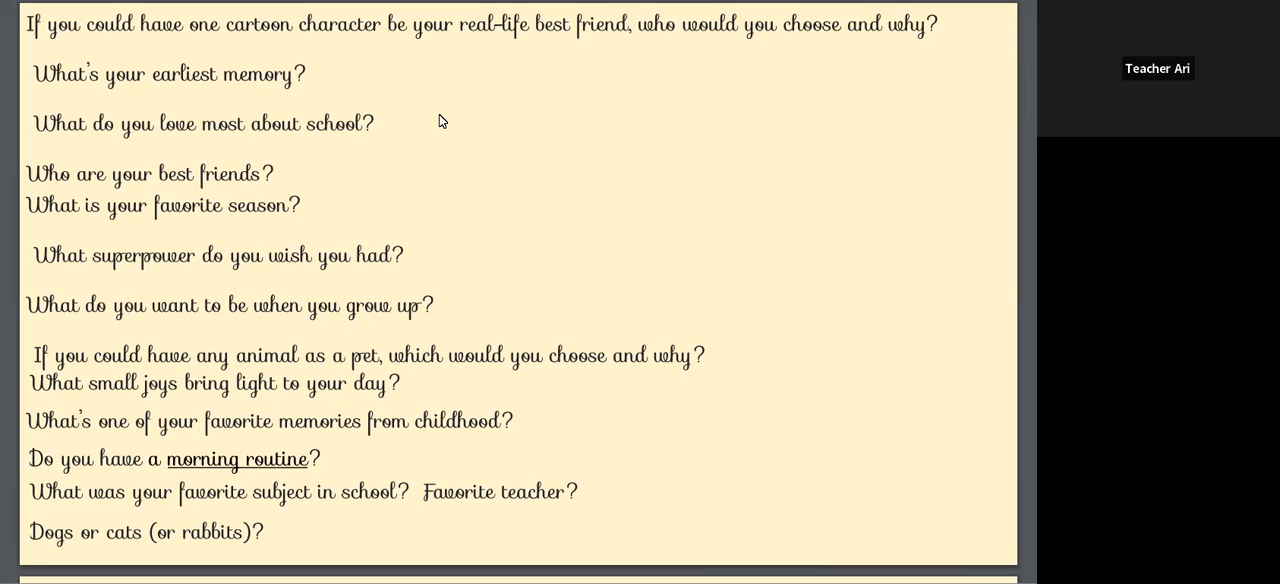 If you could have one cartoon character be your real-life best friend, who would you choose and why?
What's your earliest memory?
What do you love most about school?
Who are your best friends?
What is your favorite season?
What superpower do you wish you had?
What do you want to be when you grow up?
If you could have any animal as a pet, which would you choose and why?
What small joys bring light to your day?
What's one of your favorite memories from childhood?
Do you have a morning routine?
What was your favorite subject in school? Favorite teacher?
Dogs or cats (or rabbits)?
Teacher Ari